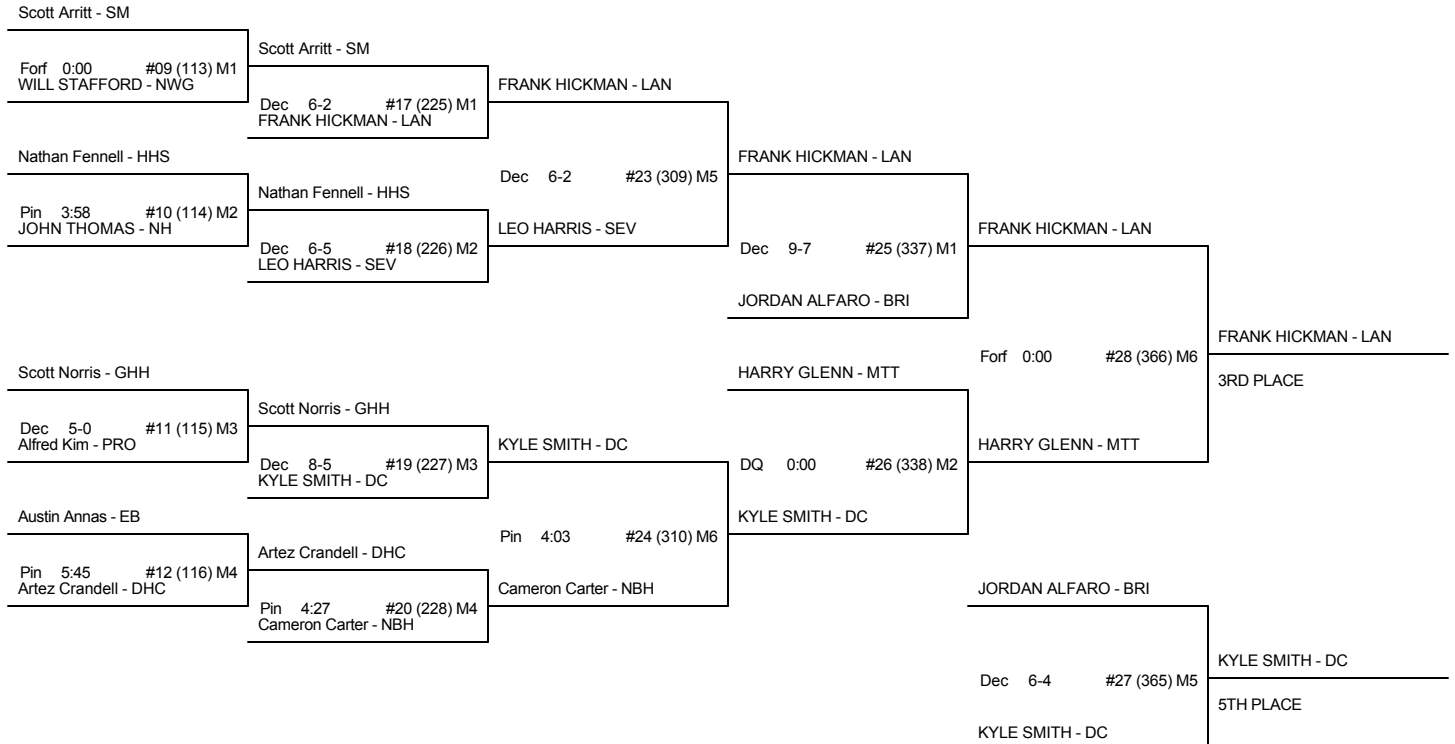 Scott Arritt - SM
Forf 0:00 #09 (113) M1
WILL STAFFORD - NWG
Nathan Fennell - HHS
Pin 3:58 #10 (114) M2
JOHN THOMAS - NH
Scott Norris - GHH
Dec 5-0 #11 (115) M3
Alfred Kim - PRO
Austin Annas - EB
Pin 5:45 #12 (116) M4
Artez Crandell - DHC
Scott Arritt - SM
Dec 6-2 #17 (225) M1
FRANK HICKMAN - LAN
Nathan Fennell - HHS
Dec 6-5 #18 (226) M2
LEO HARRIS - SEV
Scott Norris - GHH
Dec 8-5 #19 (227) M3
KYLE SMITH - DC
Artez Crandell - DHC
Pin 4:27 #20 (228) M4
Cameron Carter - NBH
FRANK HICKMAN - LAN
Dec 6-2 #23 (309) M5
LEO HARRIS - SEV
KYLE SMITH - DC
Pin 4:03 #24 (310) M6
Cameron Carter - NBH
FRANK HICKMAN - LAN
Dec 9-7 #25 (337) M1
JORDAN ALFARO - BRI
HARRY GLENN - MTT
DQ 0:00 #26 (338) M2
KYLE SMITH - DC
FRANK HICKMAN - LAN
Forf 0:00 #28 (366) M6
HARRY GLENN - MTT
JORDAN ALFARO - BRI
Dec 6-4 #27 (365) M5
KYLE SMITH - DC
FRANK HICKMAN - LAN
3RD PLACE
KYLE SMITH - DC
5TH PLACE